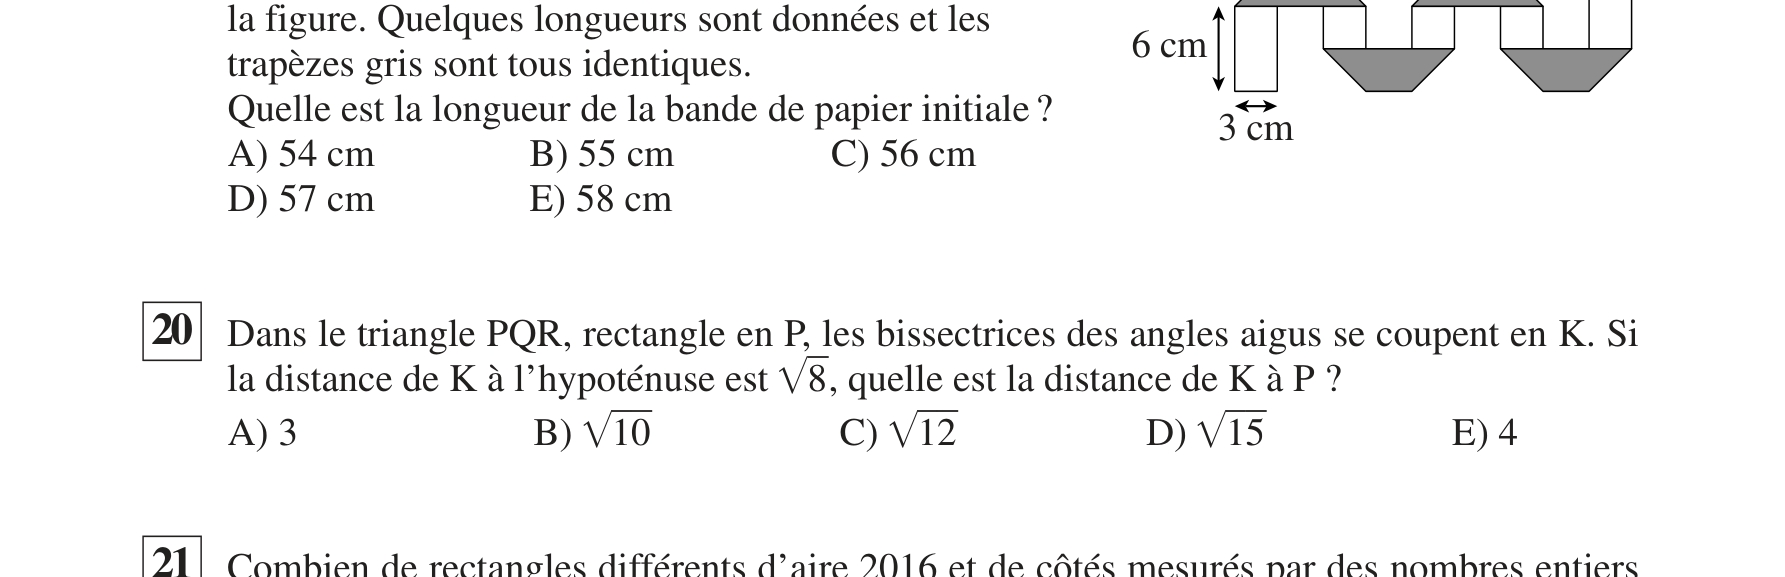 la figure. Quelques longueurs sont données et les
trapèzes gris sont tous identiques.
Quelle est la longueur de la bande de papier initiale ?
A) 54 cm B) 55 cm C) 56 cm
D) 57 cm E) 58 cm
6 cm
3 cm
20 Dans le triangle PQR, rectangle en P, les bissectrices des angles aigus se coupent en K. Si
la distance de K à l’hypoténuse est √8, quelle est la distance de K à P ?
A) 3 B) √10 C) √12 D) √15 E) 4
21 Combien de rectangles différents d’aire 2016 et de côtés mesurés par des nombres entiers